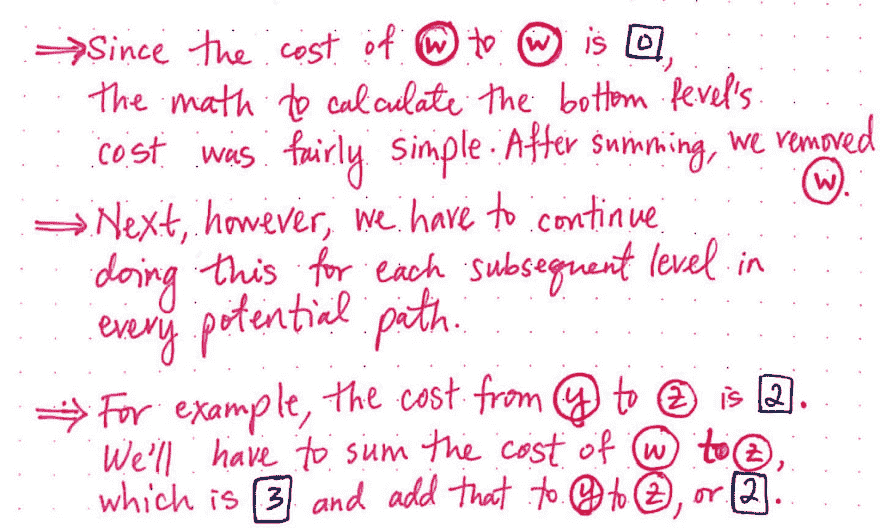 ⇒ Since the cost of ⓦ to ⓦ is 0,
the math to calculate the bottom level's
cost was fairly simple. After summing, we removed
ⓦ.
⇒ Next, however, we have to continue
doing this for each subsequent level in
every potential path.
⇒ For example, the cost from ⓨ to ⓩ is 2.
We'll have to sum the cost of ⓦ to ⓩ,
which is 3 and add that to ⓨ to ⓩ, or 2.